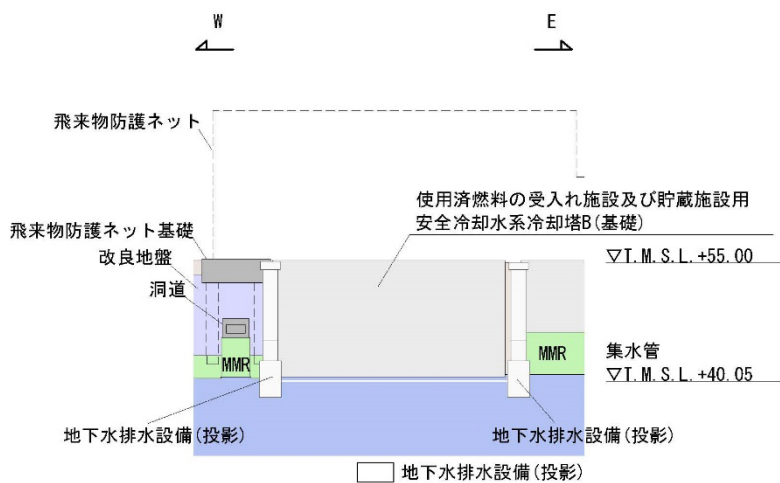 W
E
飛来物防護ネット
使用済燃料の受入れ施設及び貯蔵施設用
安全冷却水系冷却塔B(基礎)
飛来物防護ネット基礎
改良地盤
▽T.M.S.L.+55.00
洞道
MMR
MMR
集水管
▽T.M.S.L.+40.05
地下水排水設備(投影)
地下水排水設備(投影)
地下水排水設備(投影)